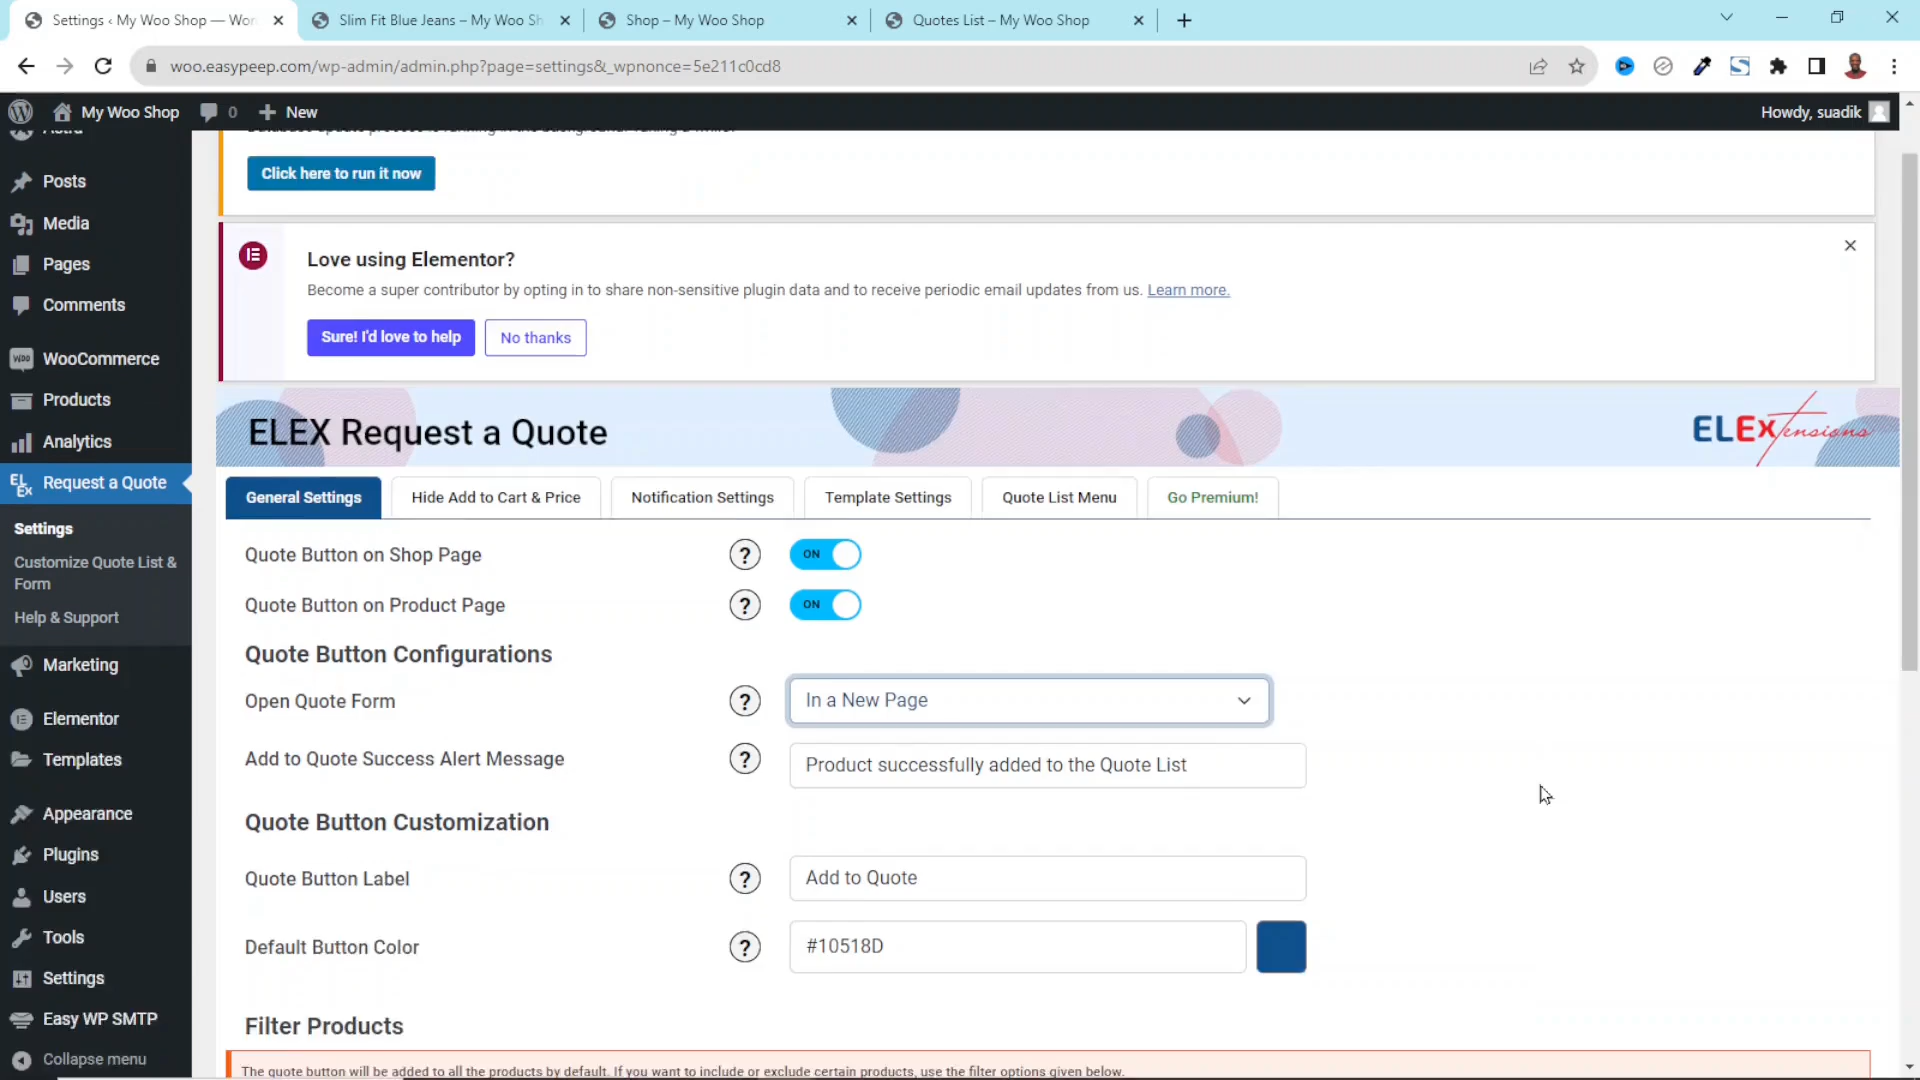 Settings ‹ My Woo Shop — Wor
Slim Fit Blue Jeans – My Woo Sh
Shop – My Woo Shop
Quotes List – My Woo Shop
woo.easypeep.com/wp-admin/admin.php?page=settings&_wpnonce=5e211c0cd8
My Woo Shop
0
New
Howdy, suadik
Astra
Posts
Media
Pages
Comments
WooCommerce
Products
Analytics
Request a Quote
Settings
Customize Quote List &
Form
Help & Support
Marketing
Elementor
Templates
Appearance
Plugins
Users
Tools
Settings
Easy WP SMTP
Collapse menu
Click here to run it now
Love using Elementor?
Become a super contributor by opting in to share non-sensitive plugin data and to receive periodic email updates from us. Learn more.
Sure! I'd love to help
No thanks
ELEX Request a Quote
ELEXtensions
General Settings
Hide Add to Cart & Price
Notification Settings
Template Settings
Quote List Menu
Go Premium!
Quote Button on Shop Page
?
ON
Quote Button on Product Page
?
ON
Quote Button Configurations
Open Quote Form
?
In a New Page
Add to Quote Success Alert Message
?
Product successfully added to the Quote List
Quote Button Customization
Quote Button Label
?
Add to Quote
Default Button Color
?
#10518D
Filter Products
The quote button will be added to all the products by default. If you want to include or exclude certain products, use the filter options given below.